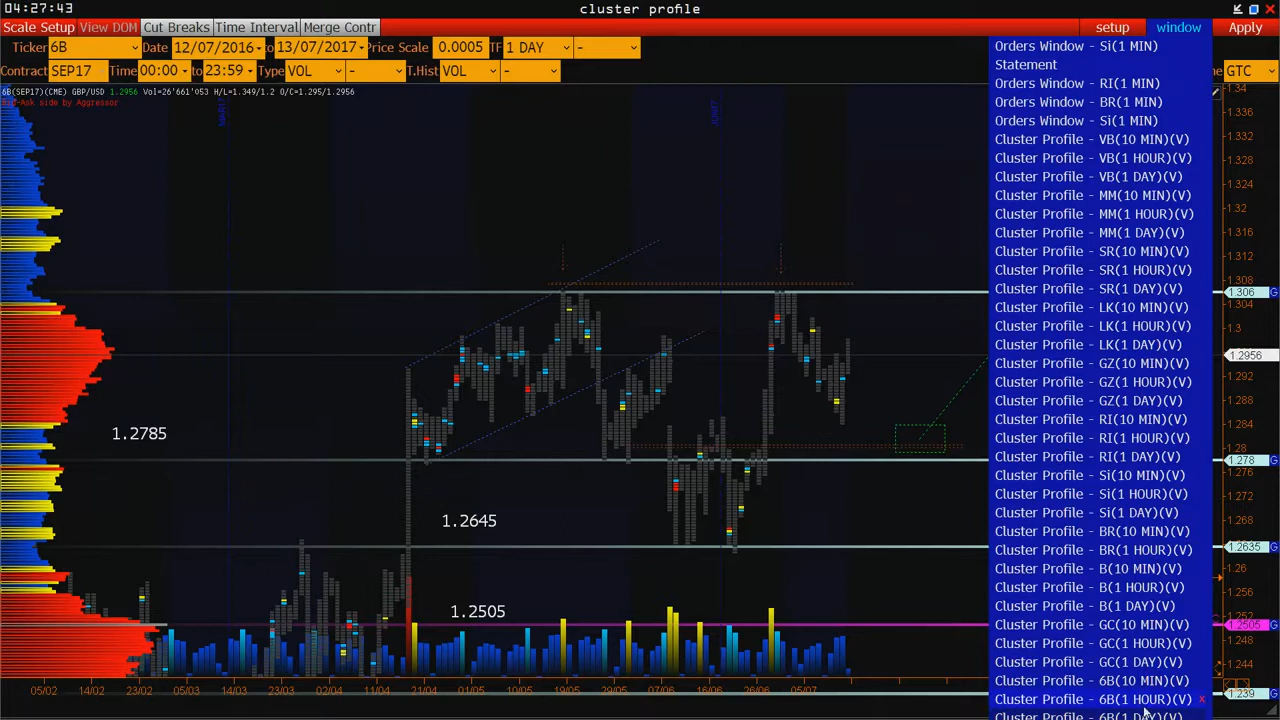 04:27:43
cluster profile
Scale Setup View DOM Cut Breaks Time Interval Merge Contr
setup window Apply
Ticker 6B Date 12/07/2016 to 13/07/2017 Price Scale 0.0005 TF 1 DAY -
Contract SEP17 Time 00:00 to 23:59 Type VOL - T.Hist VOL -
GTC
6B(SEP17)(CME) GBP/USD 1.2956 Vol=26'661'053 H/L=1.349/1.2 O/C=1.295/1.2956
Bid-Ask side by Aggressor
Orders Window - Si(1 MIN)
Statement
Orders Window - RI(1 MIN)
Orders Window - BR(1 MIN)
Orders Window - Si(1 MIN)
Cluster Profile - VB(10 MIN)(V)
Cluster Profile - VB(1 HOUR)(V)
Cluster Profile - VB(1 DAY)(V)
Cluster Profile - MM(10 MIN)(V)
Cluster Profile - MM(1 HOUR)(V)
Cluster Profile - MM(1 DAY)(V)
Cluster Profile - SR(10 MIN)(V)
Cluster Profile - SR(1 HOUR)(V)
Cluster Profile - SR(1 DAY)(V)
Cluster Profile - LK(10 MIN)(V)
Cluster Profile - LK(1 HOUR)(V)
Cluster Profile - LK(1 DAY)(V)
Cluster Profile - GZ(10 MIN)(V)
Cluster Profile - GZ(1 HOUR)(V)
Cluster Profile - GZ(1 DAY)(V)
Cluster Profile - RI(10 MIN)(V)
Cluster Profile - RI(1 HOUR)(V)
Cluster Profile - RI(1 DAY)(V)
Cluster Profile - Si(10 MIN)(V)
Cluster Profile - Si(1 HOUR)(V)
Cluster Profile - Si(1 DAY)(V)
Cluster Profile - BR(10 MIN)(V)
Cluster Profile - BR(1 HOUR)(V)
Cluster Profile - B(10 MIN)(V)
Cluster Profile - B(1 HOUR)(V)
Cluster Profile - B(1 DAY)(V)
Cluster Profile - GC(10 MIN)(V)
Cluster Profile - GC(1 HOUR)(V)
Cluster Profile - GC(1 DAY)(V)
Cluster Profile - 6B(10 MIN)(V)
Cluster Profile - 6B(1 HOUR)(V) x
Cluster Profile - 6B(1 DAY)(V)
1.34
1.336
1.332
1.328
1.324
1.32
1.316
1.312
1.308
1.306 G
1.304
1.3
1.2956
1.292
1.288
1.284
1.28
1.278 G
1.276
1.272
1.268
1.2635 G
1.26
1.256
1.252
1.2505 G
1.248
1.244
1.239 G
1.2785
1.2645
1.2505
05/02 14/02 23/02 05/03 14/03 23/03 02/04 11/04 21/04 01/05 10/05 19/05 29/05 07/06 16/06 26/06 05/07